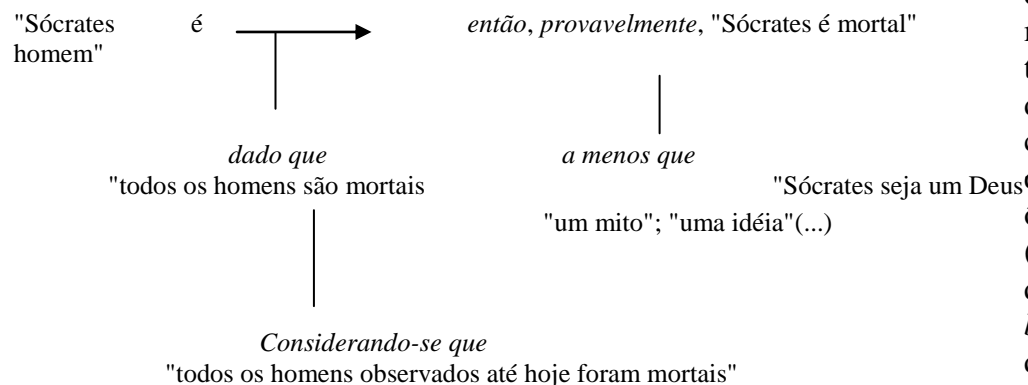 "Sócrates é
homem"
então, provavelmente, "Sócrates é mortal"
dado que
"todos os homens são mortais
a menos que
"Sócrates seja um Deus
"um mito"; "uma idéia"(...)
Considerando-se que
"todos os homens observados até hoje foram mortais"